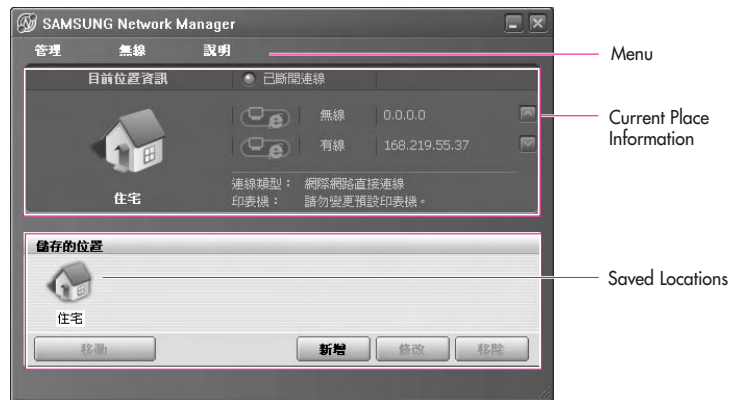 SAMSUNG Network Manager
管理 無線 說明
Menu
目前位置資訊 已斷開連線
無線 0.0.0.0
Current Place
Information
有線 168.219.55.37
連線類型： 網際網路直接連線
住宅 印表機： 請勿變更預設印表機。
儲存的位置
Saved Locations
住宅
移動 新增 修改 移除